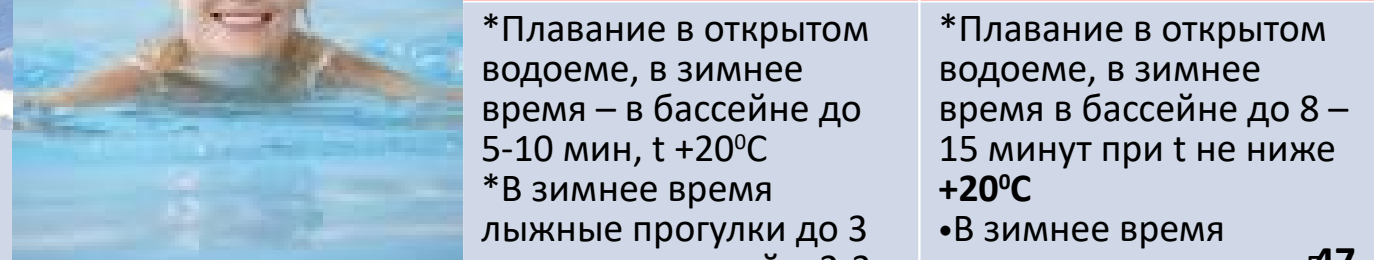 *Плавание в открытом
водоеме, в зимнее
время – в бассейне до
5-10 мин, t +20⁰С
*В зимнее время
лыжные прогулки до 3
*Плавание в открытом
водоеме, в зимнее
время в бассейне до 8 –
15 минут при t не ниже
+20⁰С
•В зимнее время
47